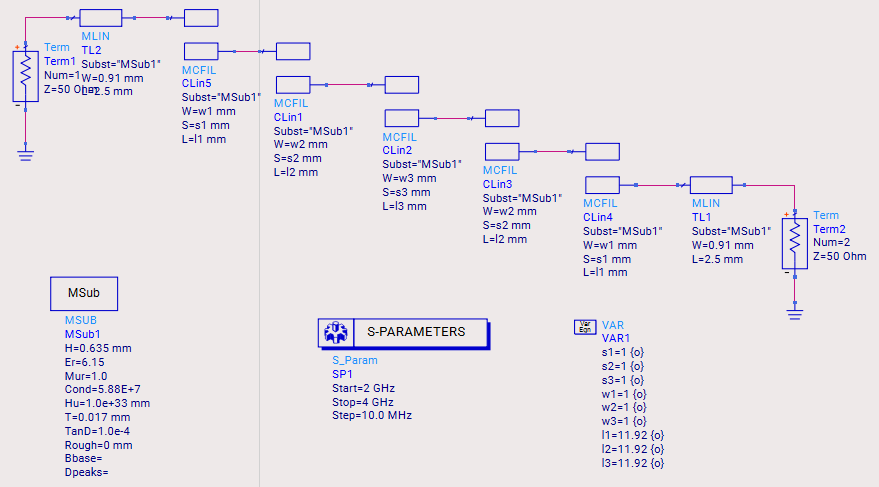 Term
Term1
Num=1
Z=50 Ohm
MLIN
TL2
Subst="MSub1"
W=0.91 mm
L=2.5 mm
MCFIL
CLin5
Subst="MSub1"
W=w1 mm
S=s1 mm
L=l1 mm
MCFIL
CLin1
Subst="MSub1"
W=w2 mm
S=s2 mm
L=l2 mm
MCFIL
CLin2
Subst="MSub1"
W=w3 mm
S=s3 mm
L=l3 mm
MCFIL
CLin3
Subst="MSub1"
W=w2 mm
S=s2 mm
L=l2 mm
MCFIL
CLin4
Subst="MSub1"
W=w1 mm
S=s1 mm
L=l1 mm
MLIN
TL1
Subst="MSub1"
W=0.91 mm
L=2.5 mm
Term
Term2
Num=2
Z=50 Ohm
MSub
MSUB
MSub1
H=0.635 mm
Er=6.15
Mur=1.0
Cond=5.88E+7
Hu=1.0e+33 mm
T=0.017 mm
TanD=1.0e-4
Rough=0 mm
Bbase=
Dpeaks=
S-PARAMETERS
S_Param
SP1
Start=2 GHz
Stop=4 GHz
Step=10.0 MHz
Var
Eqn
VAR
VAR1
s1=1 {o}
s2=1 {o}
s3=1 {o}
w1=1 {o}
w2=1 {o}
w3=1 {o}
l1=11.92 {o}
l2=11.92 {o}
l3=11.92 {o}